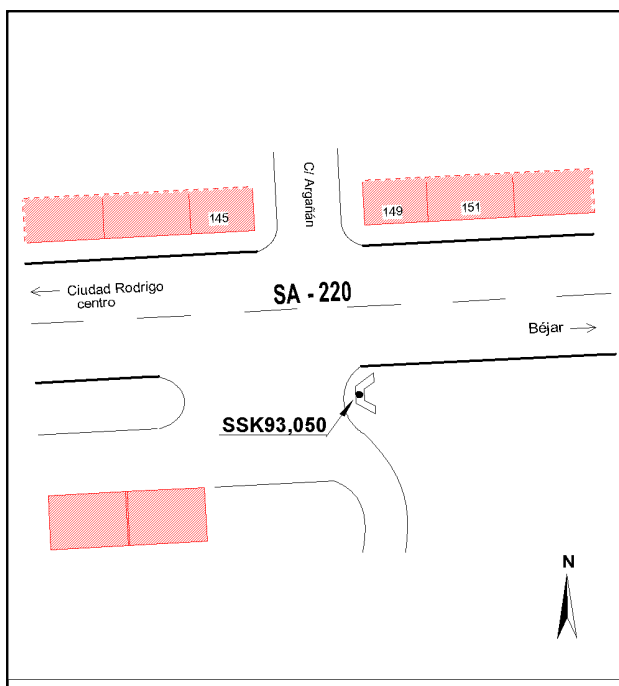 C/ Argañán
145
149
151
Ciudad Rodrigo
centro
SA - 220
Béjar
SSK93,050
N